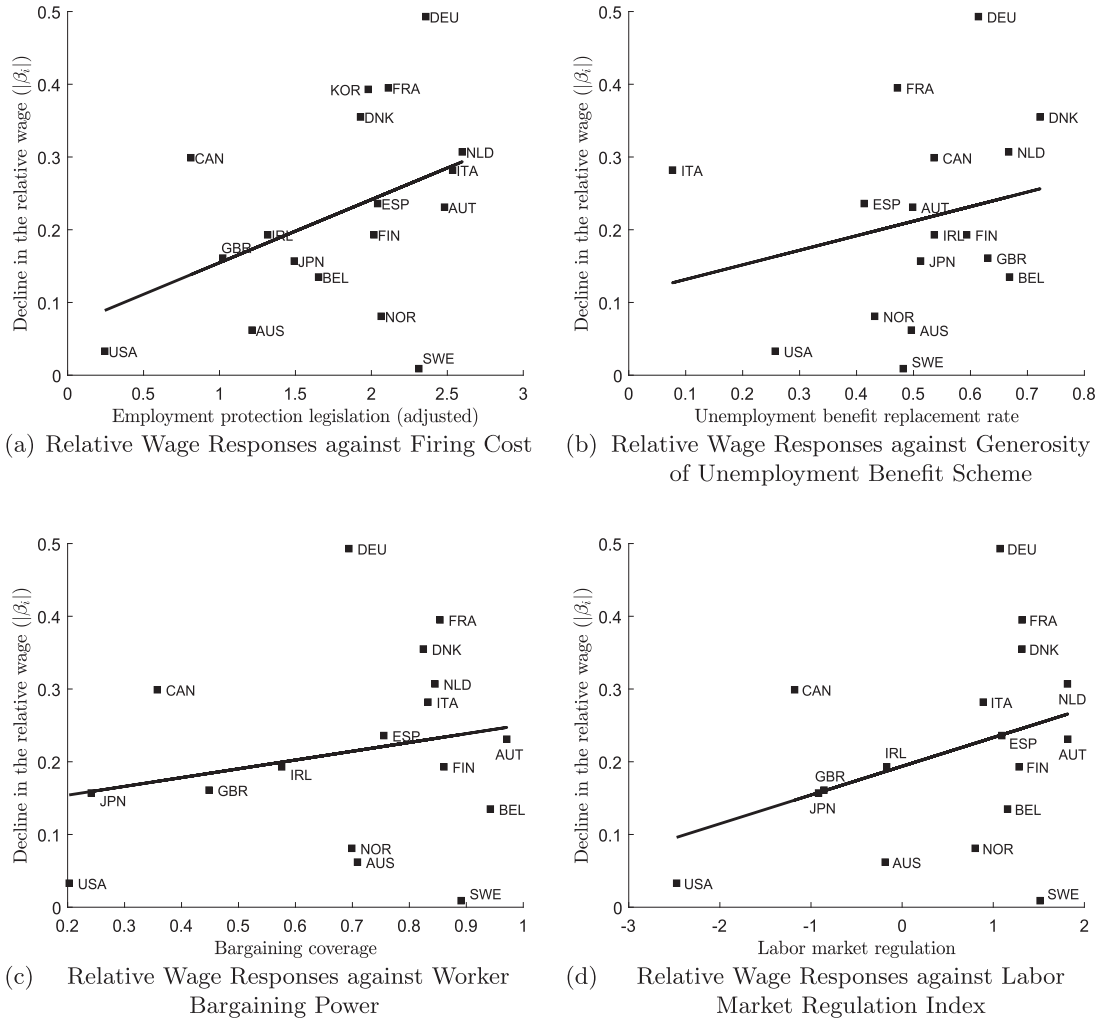 Decline in the relative wage (|βi|)
0.5
0.4
0.3
0.2
0.1
0
DEU
KOR
FRA
DNK
CAN
NLD
ITA
ESP
AUT
IRL
FIN
GBR
JPN
BEL
NOR
AUS
USA
SWE
0 0.5 1 1.5 2 2.5 3
Employment protection legislation (adjusted)
(a) Relative Wage Responses against Firing Cost
Decline in the relative wage (|βi|)
0.5
0.4
0.3
0.2
0.1
0
DEU
FRA
DNK
CAN
NLD
ITA
ESP
AUT
IRL
FIN
JPN
GBR
BEL
NOR
AUS
USA
SWE
0 0.1 0.2 0.3 0.4 0.5 0.6 0.7 0.8
Unemployment benefit replacement rate
(b) Relative Wage Responses against Generosity
of Unemployment Benefit Scheme
Decline in the relative wage (|βi|)
0.5
0.4
0.3
0.2
0.1
0
DEU
FRA
DNK
CAN
NLD
ITA
ESP
AUT
IRL
FIN
JPN
GBR
BEL
NOR
AUS
USA
SWE
0.2 0.3 0.4 0.5 0.6 0.7 0.8 0.9 1
Bargaining coverage
(c) Relative Wage Responses against Worker
Bargaining Power
Decline in the relative wage (|βi|)
0.5
0.4
0.3
0.2
0.1
0
DEU
FRA
DNK
CAN
NLD
ITA
ESP
AUT
IRL
FIN
GBR
JPN
BEL
NOR
AUS
USA
SWE
-3 -2 -1 0 1 2
Labor market regulation
(d) Relative Wage Responses against Labor
Market Regulation Index